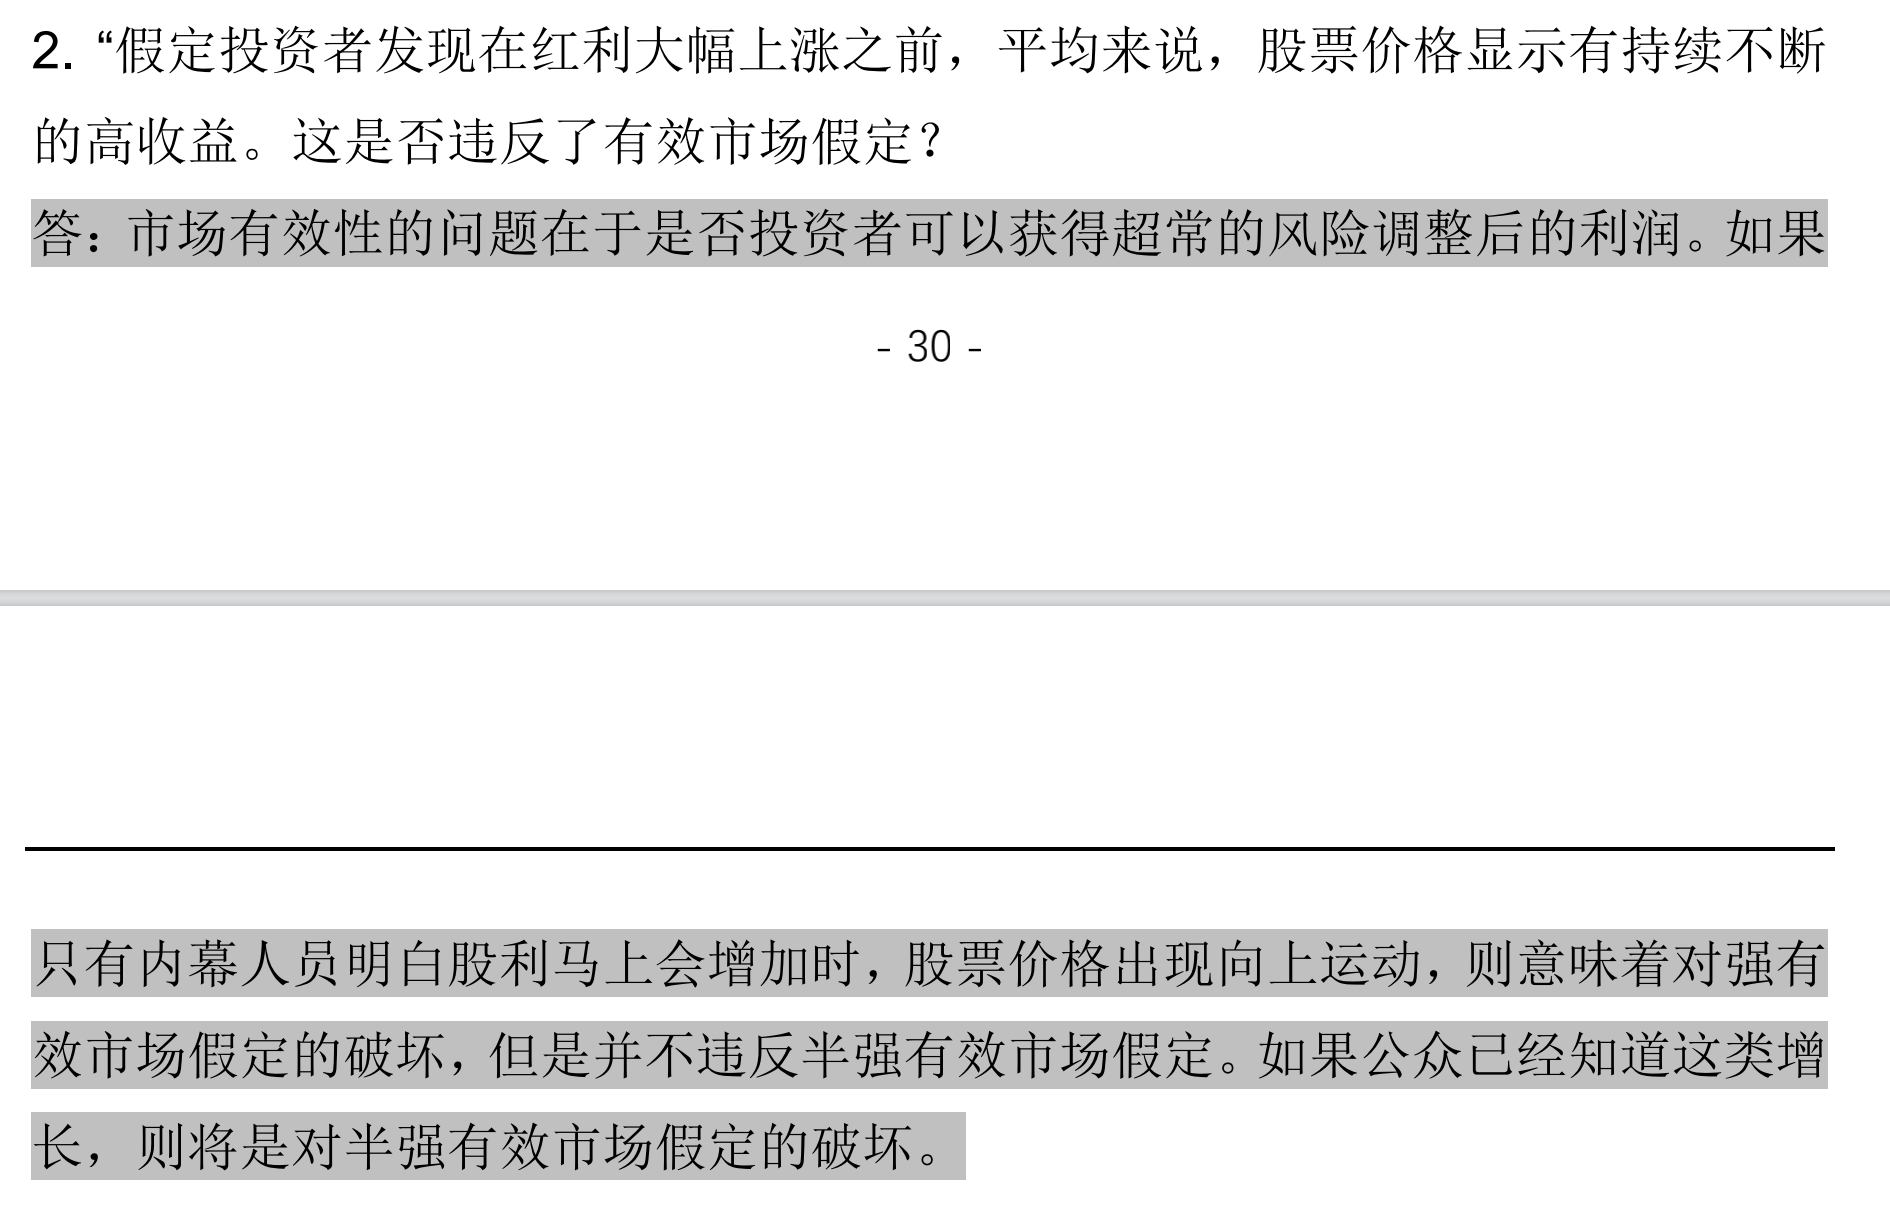 2. “假定投资者发现在红利大幅上涨之前，平均来说，股票价格显示有持续不断
的高收益。这是否违反了有效市场假定？
答：市场有效性的问题在于是否投资者可以获得超常的风险调整后的利润。如果
- 30 -
只有内幕人员明白股利马上会增加时，股票价格出现向上运动，则意味着对强有
效市场假定的破坏，但是并不违反半强有效市场假定。如果公众已经知道这类增
长，则将是对半强有效市场假定的破坏。